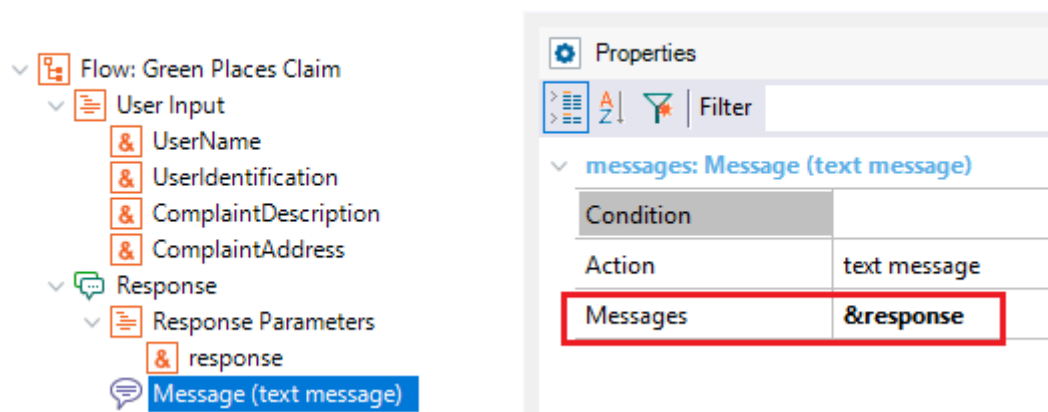 Flow: Green Places Claim
User Input
& UserName
& UserIdentification
& ComplaintDescription
& ComplaintAddress
Response
Response Parameters
& response
Message (text message)
Properties
A Z Filter
messages: Message (text message)
Condition
Action text message
Messages &response